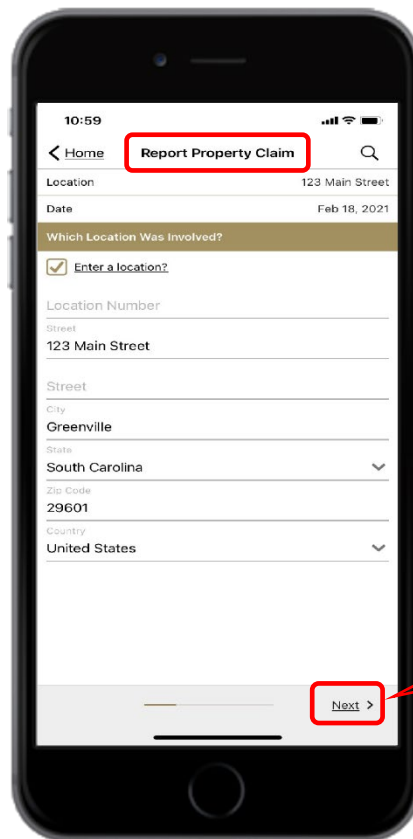 10:59
Home Report Property Claim
Location 123 Main Street
Date Feb 18, 2021
Which Location Was Involved?
Enter a location?
Location Number
Street
123 Main Street
Street
City
Greenville
State
South Carolina
Zip Code
29601
Country
United States
Next >